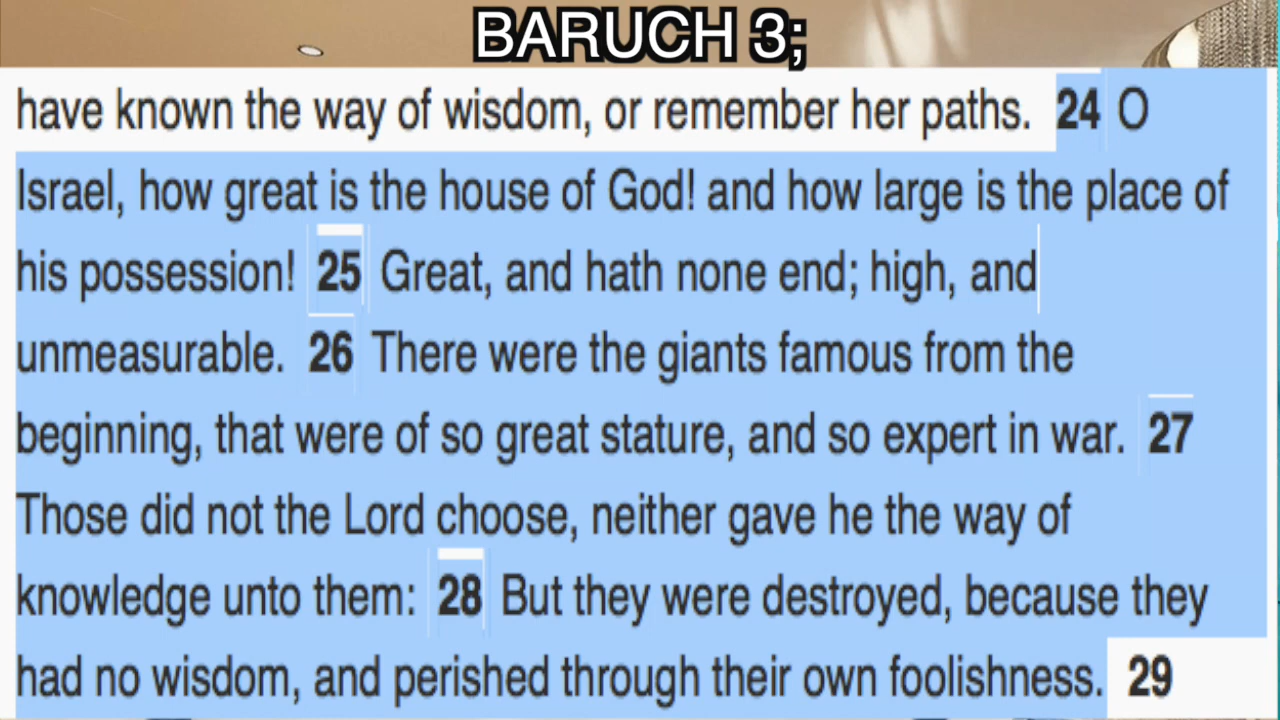 BARUCH 3;
have known the way of wisdom, or remember her paths. 24 O
Israel, how great is the house of God! and how large is the place of
his possession! 25 Great, and hath none end; high, and
unmeasurable. 26 There were the giants famous from the
beginning, that were of so great stature, and so expert in war. 27
Those did not the Lord choose, neither gave he the way of
knowledge unto them: 28 But they were destroyed, because they
had no wisdom, and perished through their own foolishness. 29